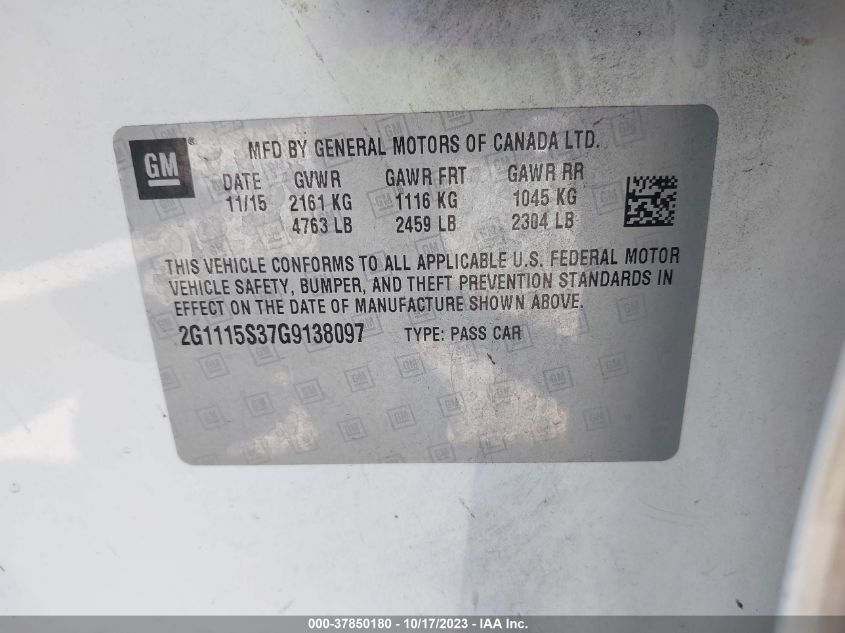 GM ® MFD BY GENERAL MOTORS OF CANADA LTD.
DATE GVWR GAWR FRT GAWR RR
11/15 2161 KG 1116 KG 1045 KG
4763 LB 2459 LB 2304 LB
THIS VEHICLE CONFORMS TO ALL APPLICABLE U.S. FEDERAL MOTOR
VEHICLE SAFETY, BUMPER, AND THEFT PREVENTION STANDARDS IN
EFFECT ON THE DATE OF MANUFACTURE SHOWN ABOVE.
2G1115S37G9138097 TYPE: PASS CAR
000-37850180 - 10/17/2023 - IAA Inc.